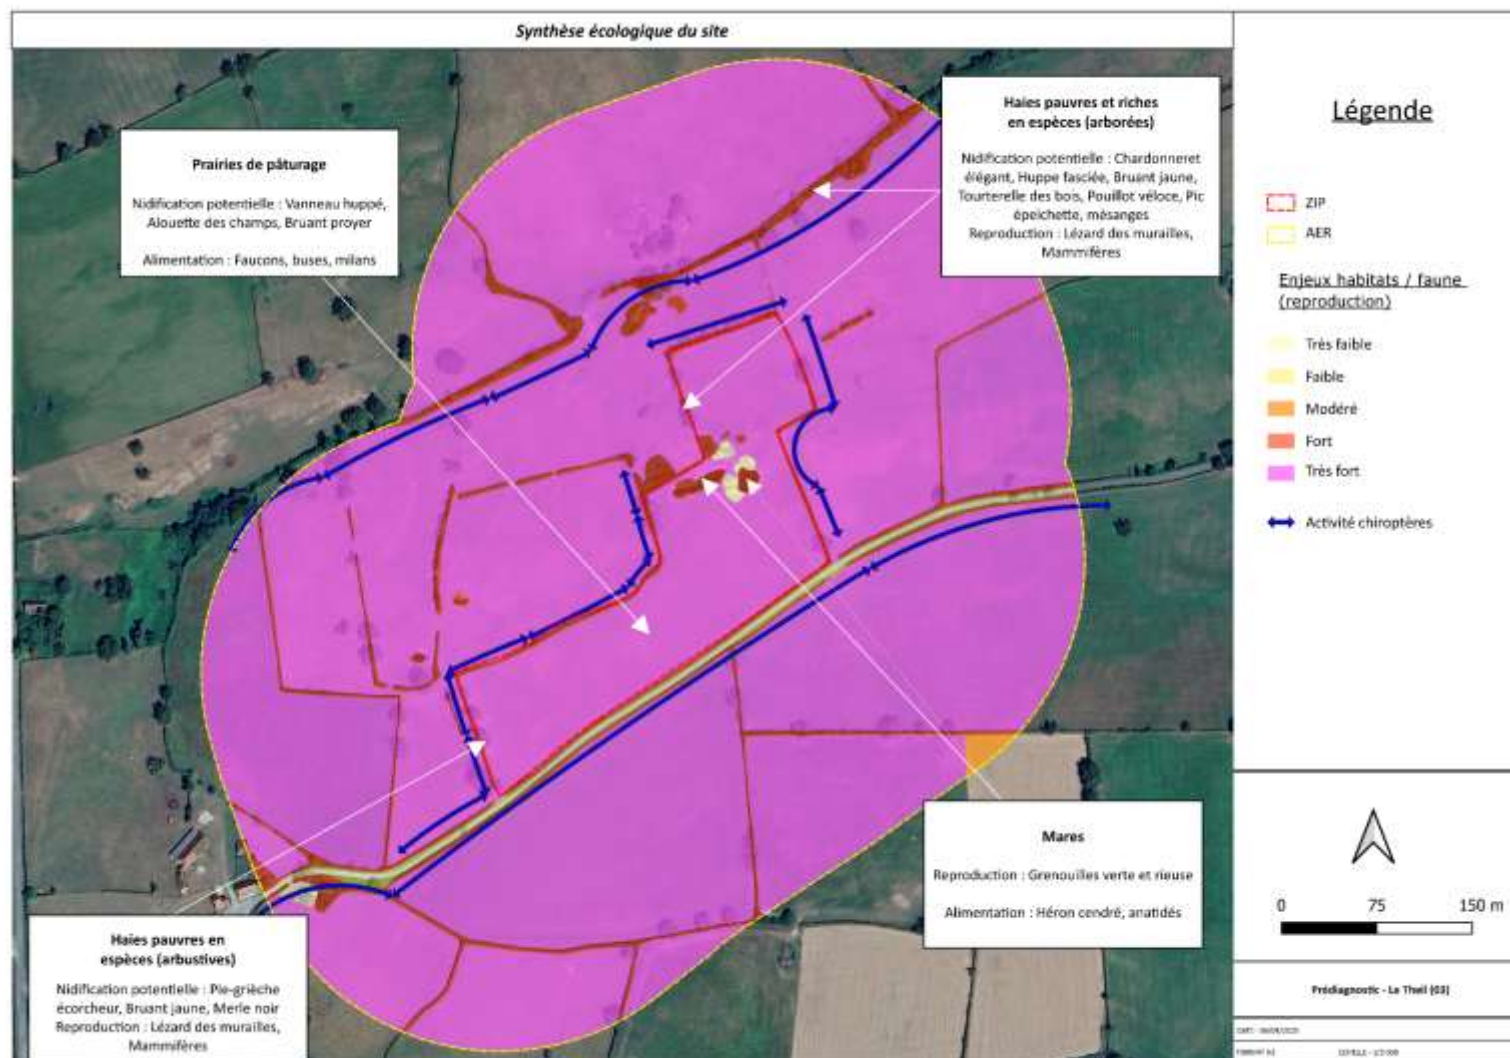 Synthèse écologique du site
Prairies de pâturage
Nidification potentielle : Vanneau huppé,
Alouette des champs, Bruant proyer
Alimentation : Faucons, buses, milans
Haies pauvres et riches
en espèces (arborées)
Nidification potentielle : Chardonneret
élégant, Huppe fasciée, Bruant jaune,
Tourterelle des bois, Pouillot véloce, Pic
épeichette, mésanges
Reproduction : Lézard des murailles,
Mammifères
Mares
Reproduction : Grenouilles verte et rieuse
Alimentation : Héron cendré, anatidés
Haies pauvres en
espèces (arbustives)
Nidification potentielle : Pie-grièche
écorcheur, Bruant jaune, Merle noir
Reproduction : Lézard des murailles,
Mammifères
Légende
ZIP
AER
Enjeux habitats / faune
(reproduction)
Très faible
Faible
Modéré
Fort
Très fort
Activité chiroptères
0 75 150 m
Prédiagnostic - Le Theil (03)